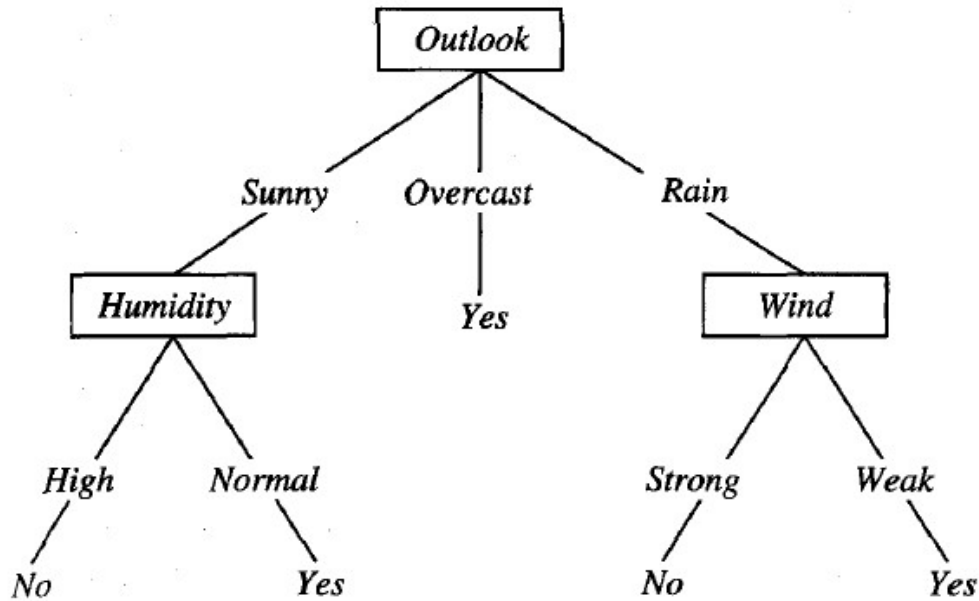 Outlook
Sunny Overcast Rain
Humidity Yes Wind
High Normal Strong Weak
No Yes No Yes